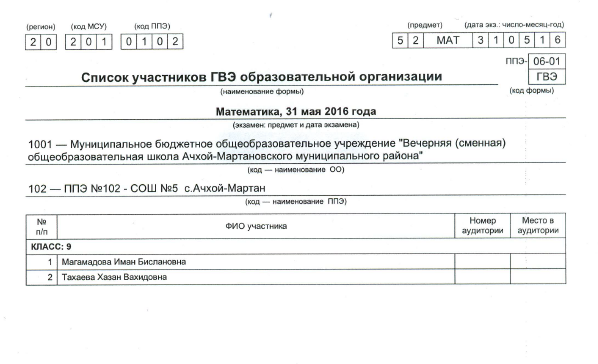 (регион) (код МСУ) (код ППЭ) (предмет) (дата экз.: число-месяц-год)
20 201 0102 52 МАТ 310516
ППЭ- 06-01
Список участников ГВЭ образовательной организации ГВЭ
(наименование формы) (код формы)
Математика, 31 мая 2016 года
(экзамен: предмет и дата экзамена)
1001 — Муниципальное бюджетное общеобразовательное учреждение "Вечерняя (сменная)
общеобразовательная школа Ачхой-Мартановского муниципального района"
(код — наименование ОО)
102 — ППЭ №102 - СОШ №5 с.Ачхой-Мартан
(код — наименование ППЭ)
№ п/п ФИО участника Номер аудитории Место в аудитории
КЛАСС: 9
1 Магамадова Иман Бислановна
2 Тахаева Хазан Вахидовна